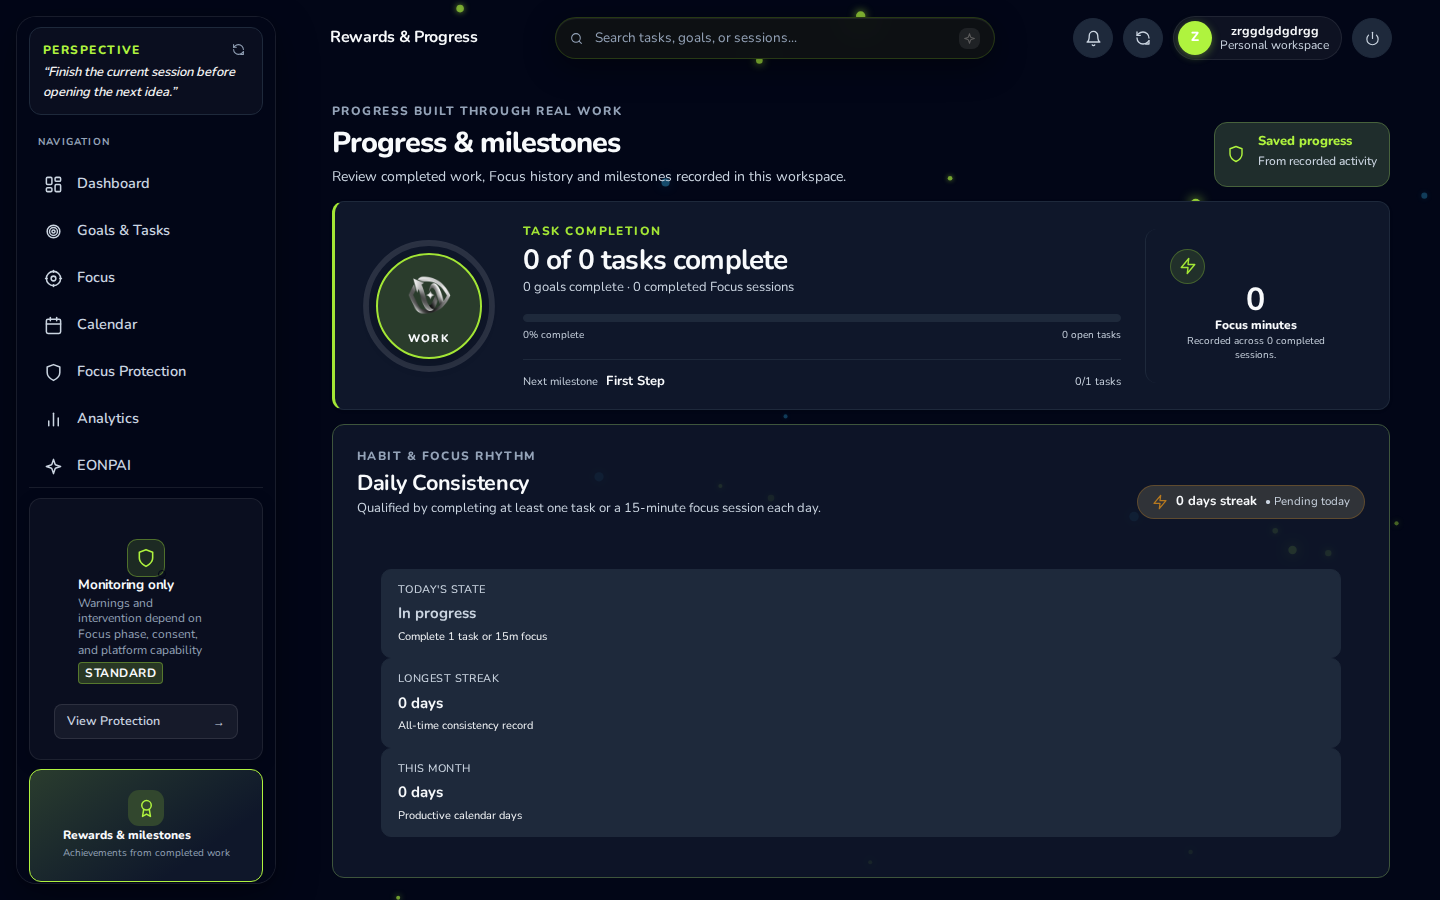 PERSPECTIVE
“Finish the current session before
opening the next idea.”
NAVIGATION
Dashboard
Goals & Tasks
Focus
Calendar
Focus Protection
Analytics
EONPAI
Monitoring only
Warnings and
intervention depend on
Focus phase, consent,
and platform capability
STANDARD
View Protection →
Rewards & milestones
Achievements from completed work
Rewards & Progress
Search tasks, goals, or sessions...
Z
zrggdgdgdrgg
Personal workspace
PROGRESS BUILT THROUGH REAL WORK
Progress & milestones
Review completed work, Focus history and milestones recorded in this workspace.
Saved progress
From recorded activity
WORK
TASK COMPLETION
0 of 0 tasks complete
0 goals complete · 0 completed Focus sessions
0% complete
0 open tasks
Next milestone First Step
0/1 tasks
0
Focus minutes
Recorded across 0 completed
sessions.
HABIT & FOCUS RHYTHM
Daily Consistency
Qualified by completing at least one task or a 15-minute focus session each day.
0 days streak • Pending today
TODAY'S STATE
In progress
Complete 1 task or 15m focus
LONGEST STREAK
0 days
All-time consistency record
THIS MONTH
0 days
Productive calendar days